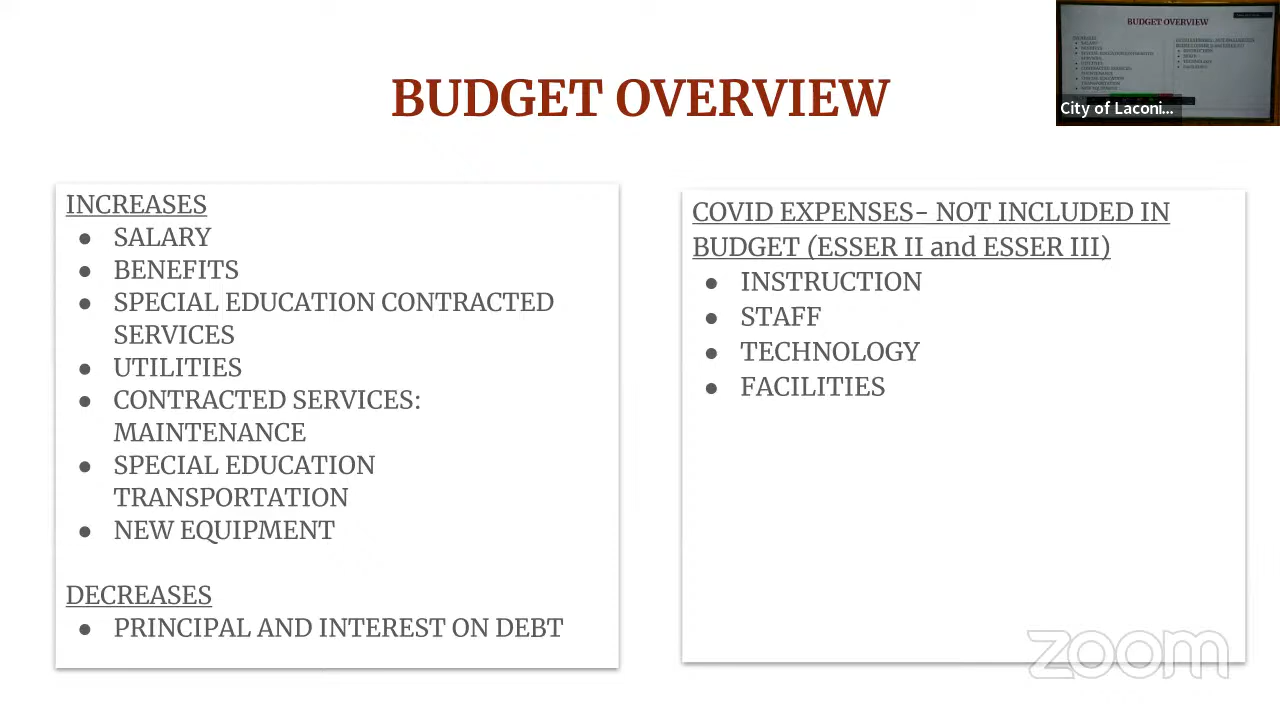 BUDGET OVERVIEW
INCREASES
● SALARY
● BENEFITS
● SPECIAL EDUCATION CONTRACTED
SERVICES
● UTILITIES
● CONTRACTED SERVICES:
MAINTENANCE
● SPECIAL EDUCATION
TRANSPORTATION
● NEW EQUIPMENT
DECREASES
● PRINCIPAL AND INTEREST ON DEBT
COVID EXPENSES- NOT INCLUDED IN
BUDGET (ESSER II and ESSER III)
● INSTRUCTION
● STAFF
● TECHNOLOGY
● FACILITIES
BUDGET OVERVIEW
City of Laconi...
zoom